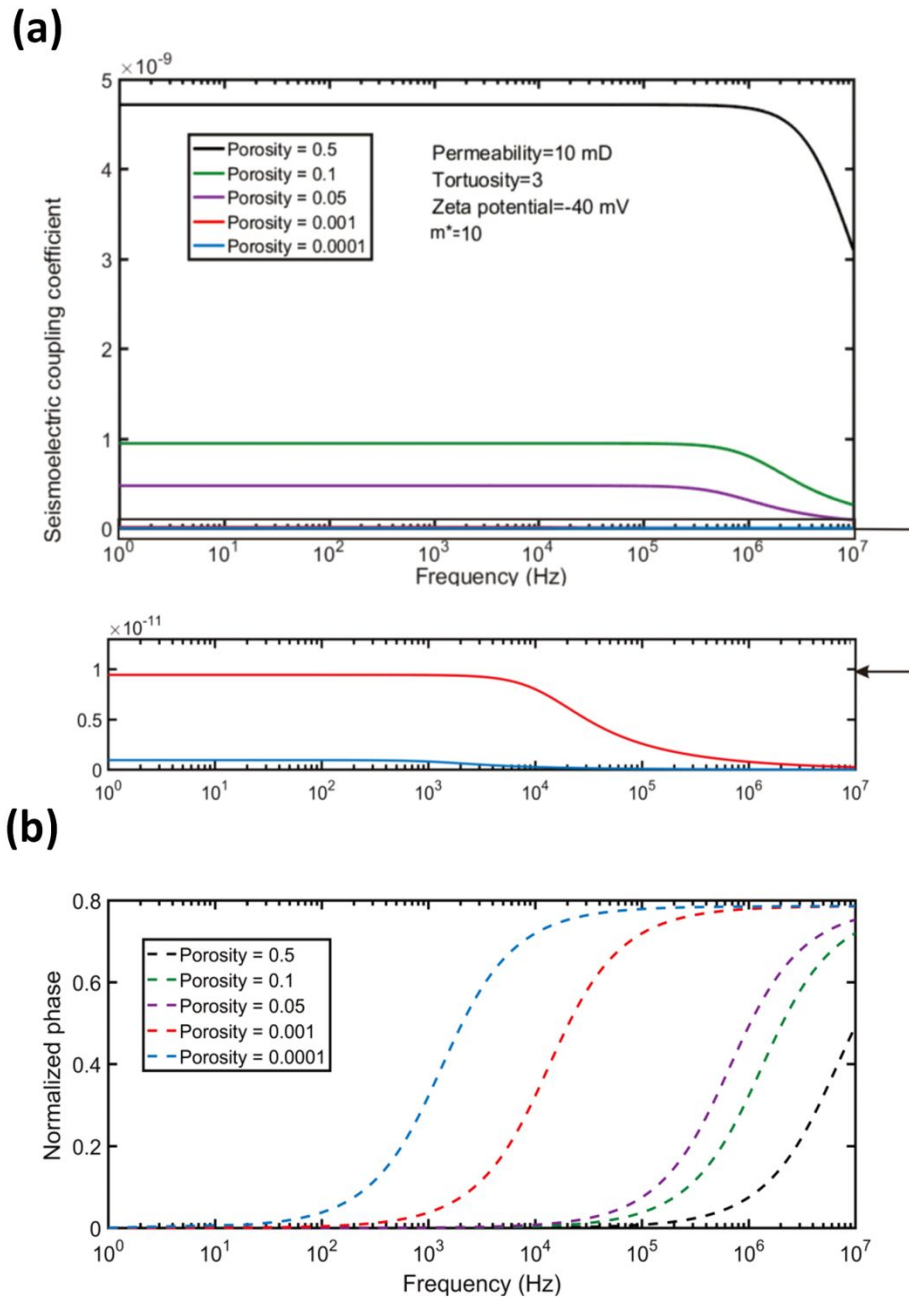 (a)
×10⁻⁹
5
4
3
2
1
0
Seismoelectric coupling coefficient
Porosity = 0.5
Porosity = 0.1
Porosity = 0.05
Porosity = 0.001
Porosity = 0.0001
Permeability=10 mD
Tortuosity=3
Zeta potential=-40 mV
m*=10
10⁰ 10¹ 10² 10³ 10⁴ 10⁵ 10⁶ 10⁷
Frequency (Hz)
×10⁻¹¹
1
0.5
0
10⁰ 10¹ 10² 10³ 10⁴ 10⁵ 10⁶ 10⁷
(b)
0.8
0.6
0.4
0.2
0
Normalized phase
Porosity = 0.5
Porosity = 0.1
Porosity = 0.05
Porosity = 0.001
Porosity = 0.0001
10⁰ 10¹ 10² 10³ 10⁴ 10⁵ 10⁶ 10⁷
Frequency (Hz)